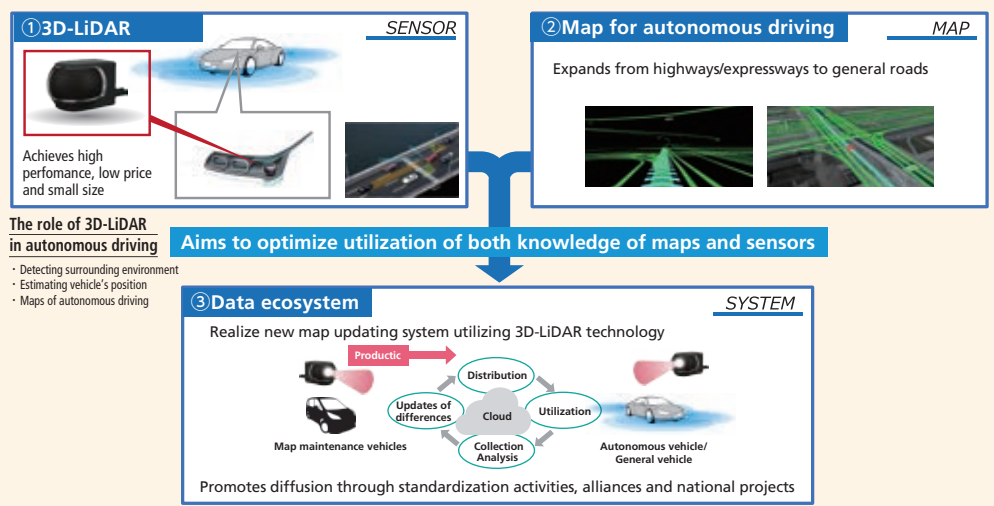 ①3D-LiDAR
SENSOR
Achieves high
perfomance, low price
and small size
②Map for autonomous driving
MAP
Expands from highways/expressways to general roads
The role of 3D-LiDAR
in autonomous driving
・Detecting surrounding environment
・Estimating vehicle's position
・Maps of autonomous driving
Aims to optimize utilization of both knowledge of maps and sensors
③Data ecosystem
SYSTEM
Realize new map updating system utilizing 3D-LiDAR technology
Productic
Distribution
Updates of
differences
Cloud
Utilization
Collection
Analysis
Map maintenance vehicles
Autonomous vehicle/
General vehicle
Promotes diffusion through standardization activities, alliances and national projects